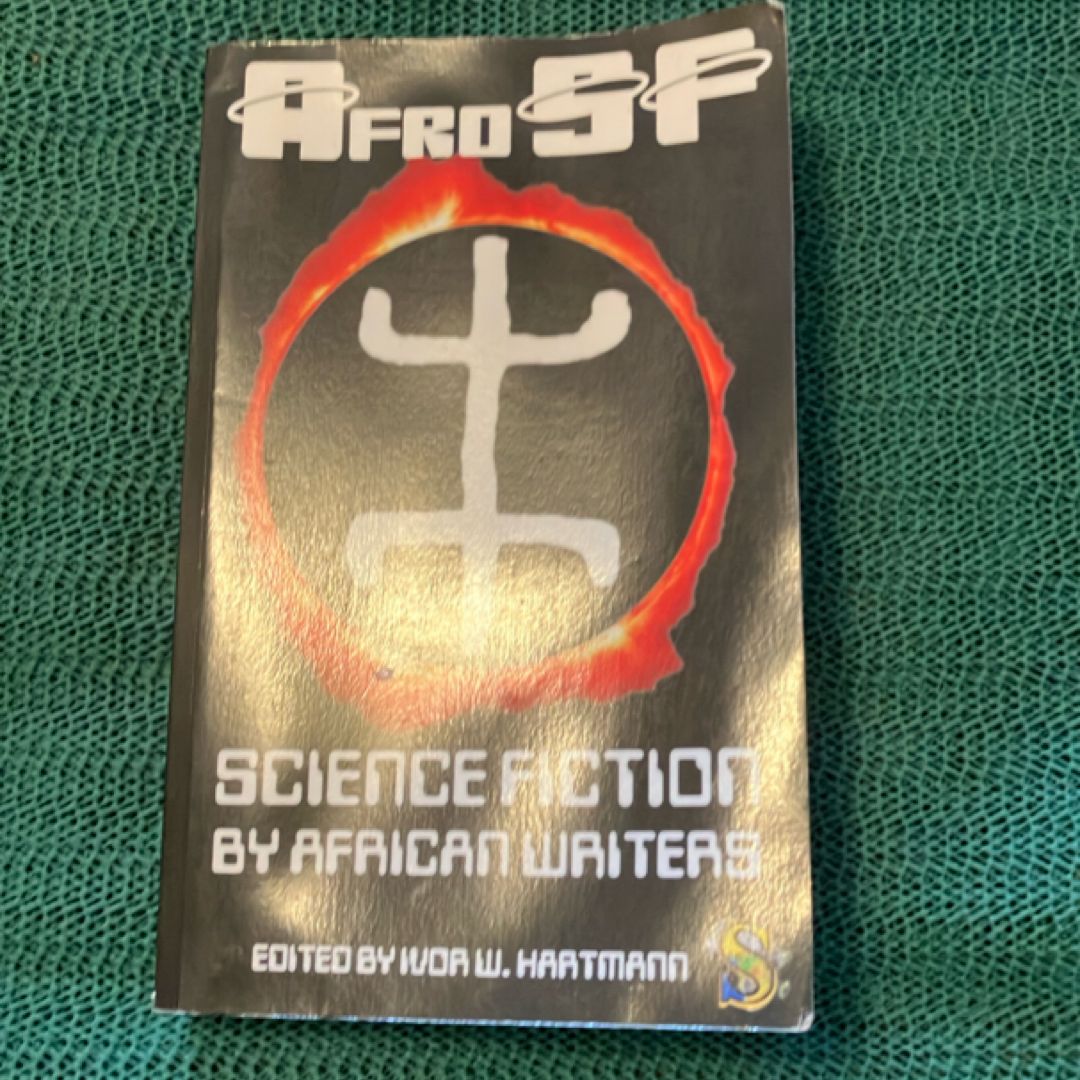 AFRO SF
SCIENCE FICTION
BY AFRICAN WRITERS
EDITED BY IVOR W. HARTMANN
S